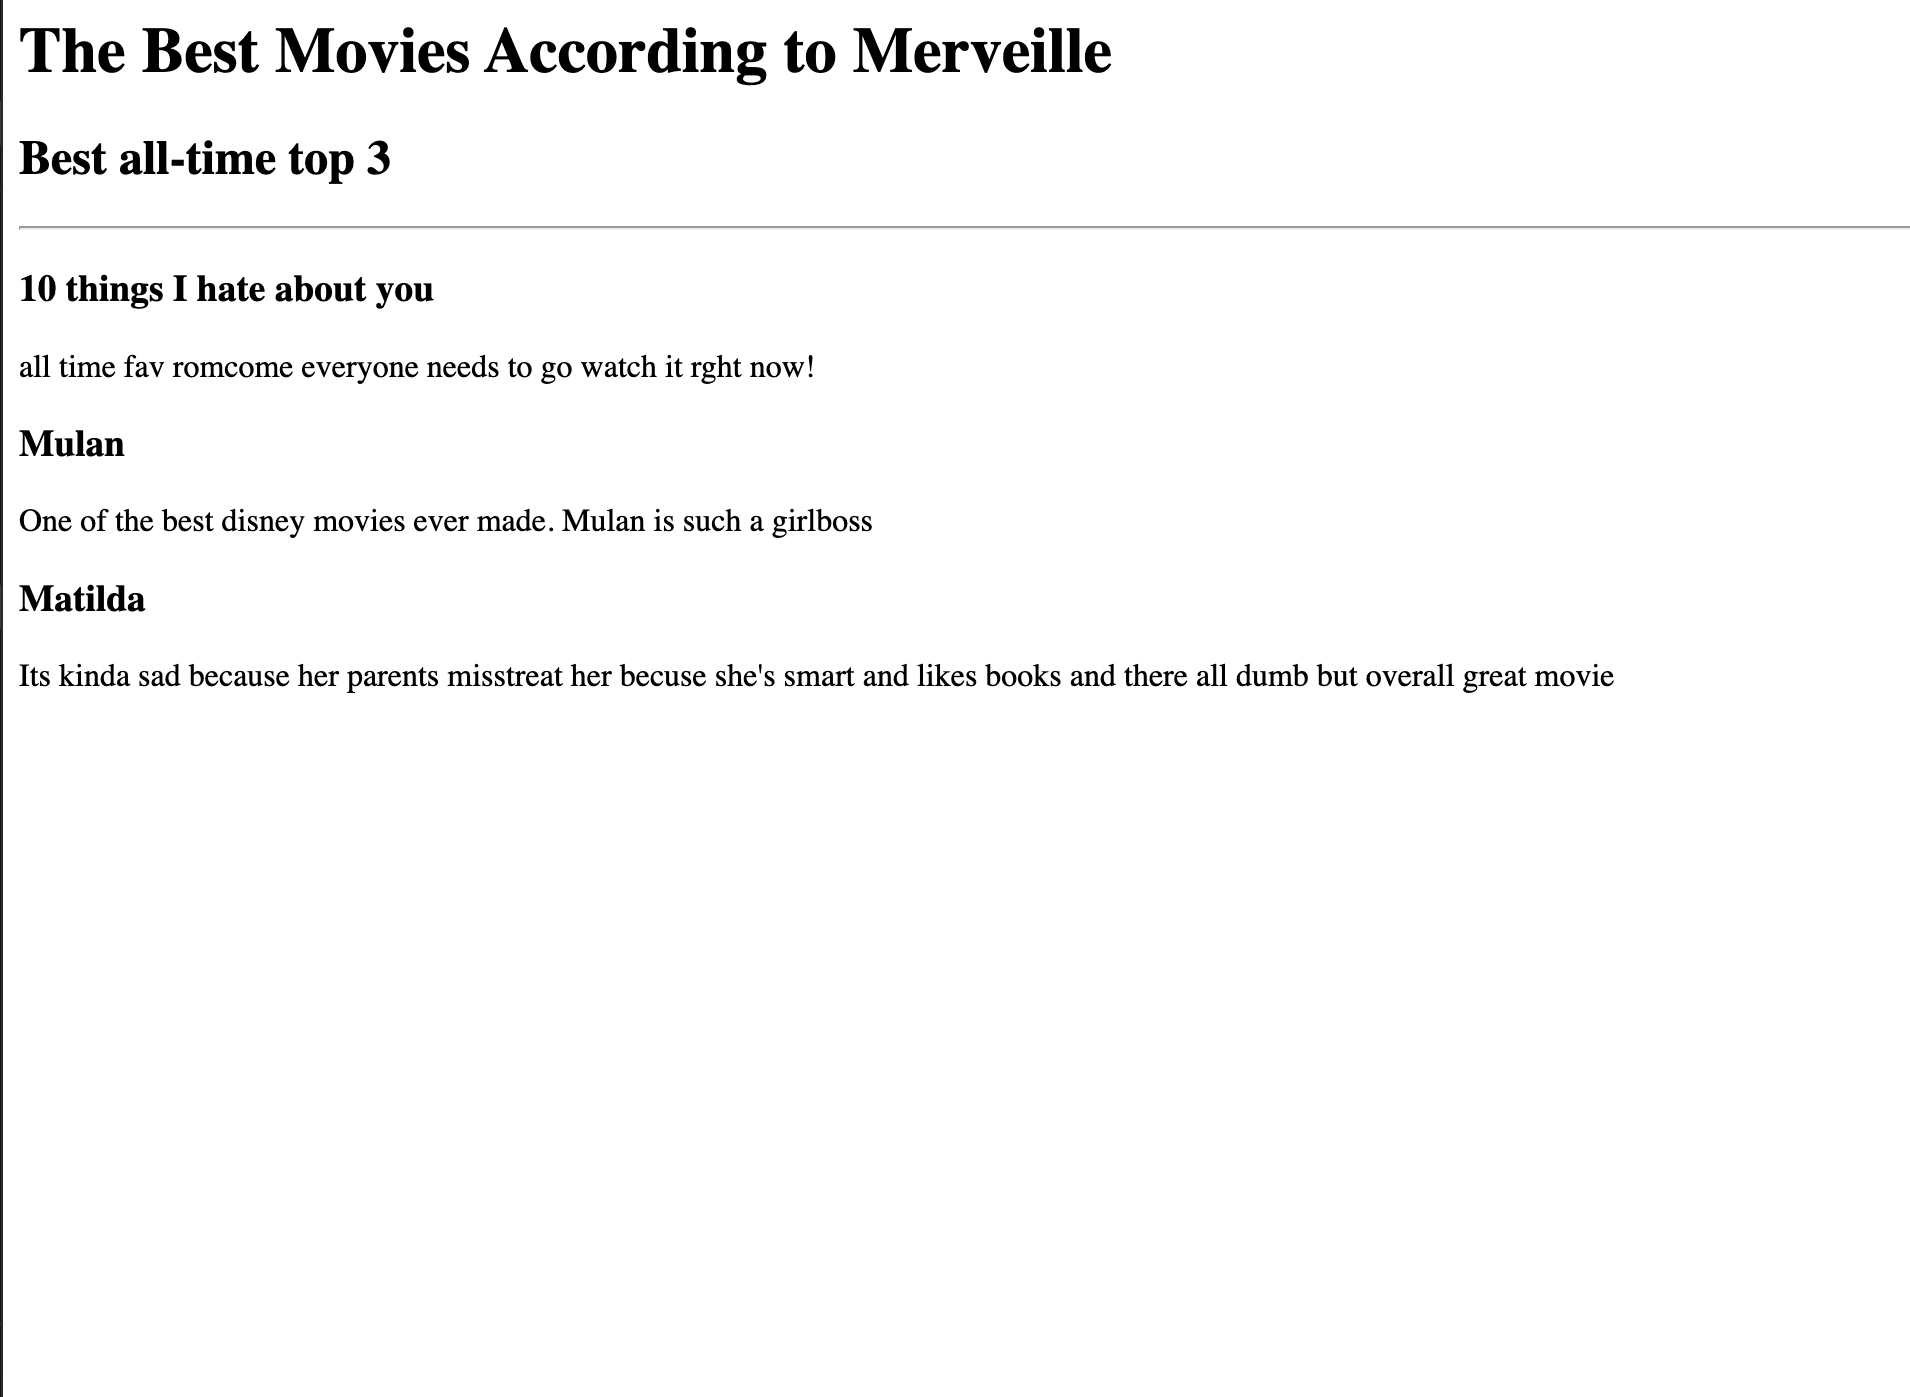 The Best Movies According to Merveille
Best all-time top 3
10 things I hate about you
all time fav romcome everyone needs to go watch it rght now!
Mulan
One of the best disney movies ever made. Mulan is such a girlboss
Matilda
Its kinda sad because her parents misstreat her becuse she's smart and likes books and there all dumb but overall great movie